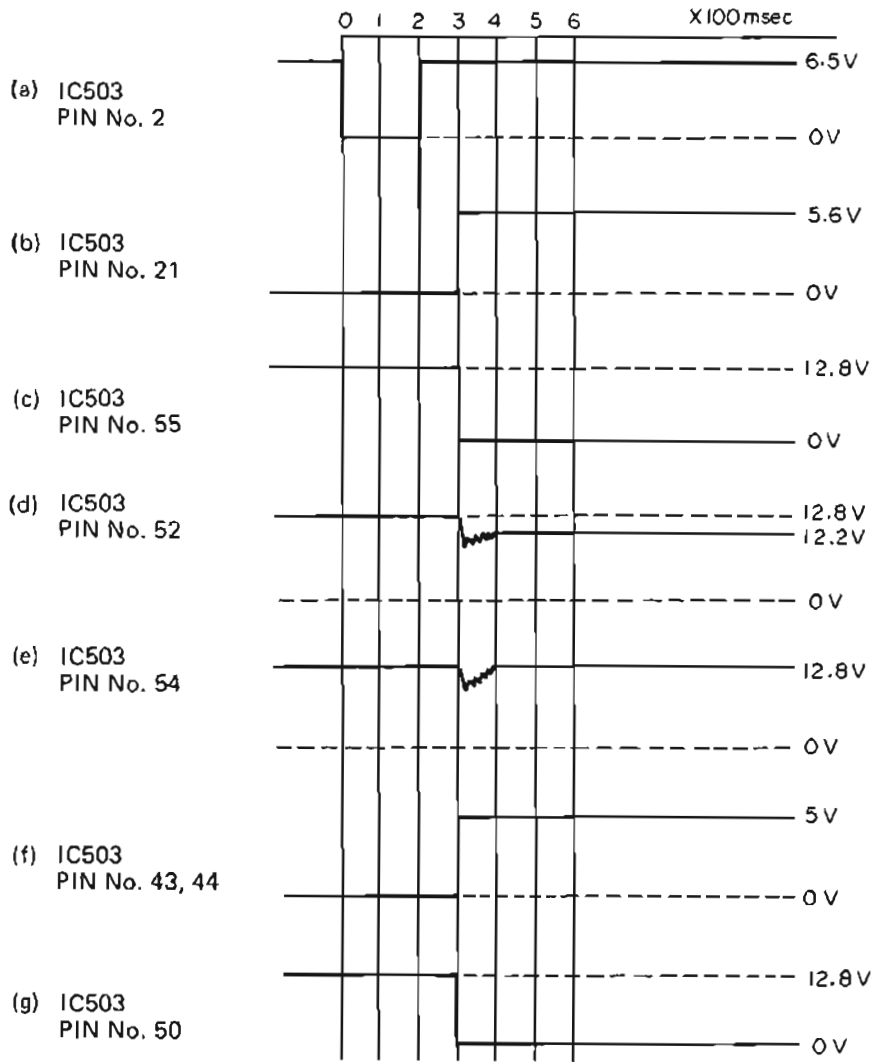 0 1 2 3 4 5 6 X100 msec
(a) IC503
PIN No. 2
6.5V
0V
(b) IC503
PIN No. 21
5.6V
0V
(c) IC503
PIN No. 55
12.8V
0V
(d) IC503
PIN No. 52
12.8V
12.2V
0V
(e) IC503
PIN No. 54
12.8V
0V
(f) IC503
PIN No. 43, 44
5V
0V
(g) IC503
PIN No. 50
12.8V
0V